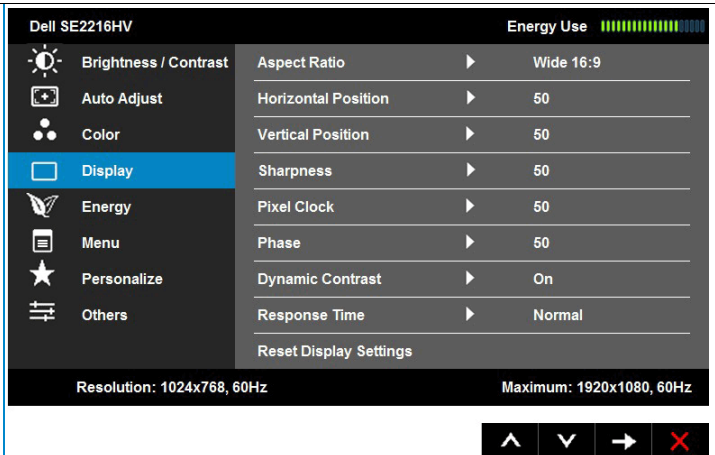 Dell SE2216HV Energy Use
Brightness / Contrast Aspect Ratio Wide 16:9
Auto Adjust Horizontal Position 50
Color Vertical Position 50
Display Sharpness 50
Energy Pixel Clock 50
Menu Phase 50
Personalize Dynamic Contrast On
Others Response Time Normal
Reset Display Settings
Resolution: 1024x768, 60Hz Maximum: 1920x1080, 60Hz